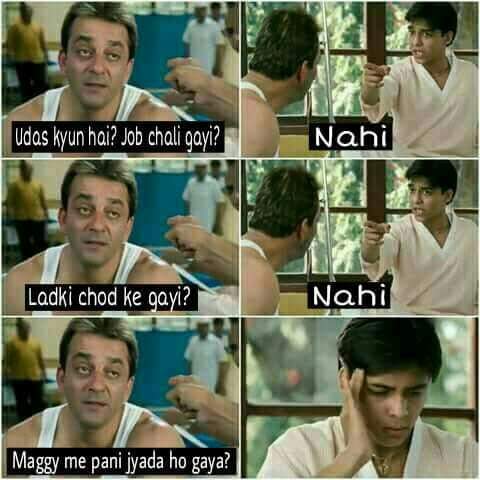 Udas kyun hai? Job chali gayi?
Nahi
Ladki chod ke gayi?
Nahi
Maggy me pani jyada ho gaya?